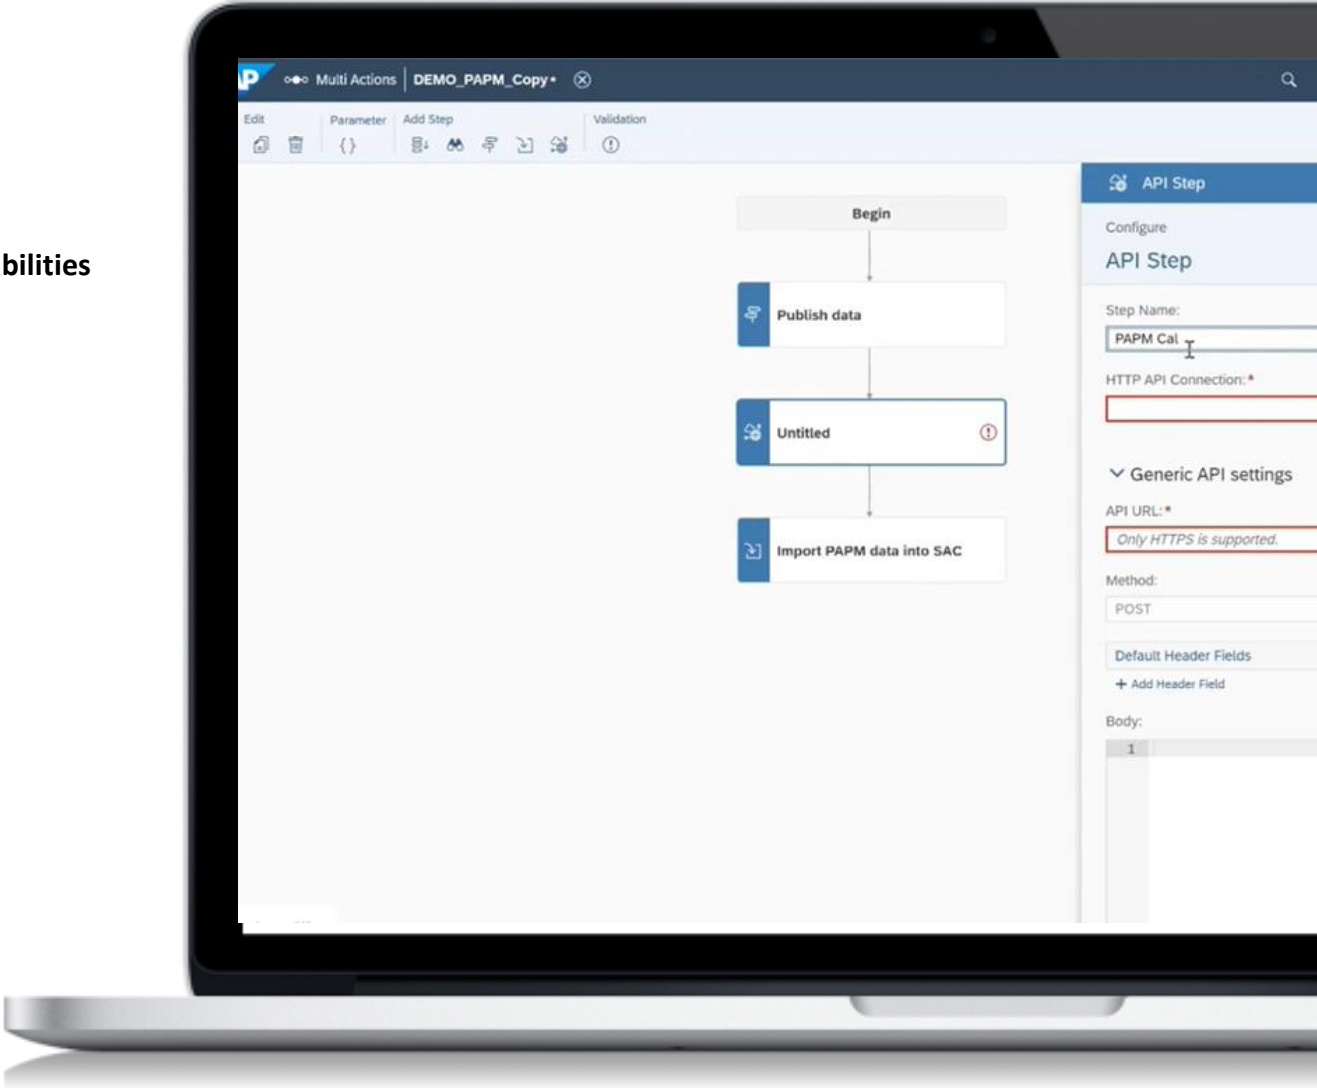 bilities
P
Multi Actions
DEMO_PAPM_Copy•
Edit
Parameter
Add Step
Validation
Begin
Publish data
Untitled
Import PAPM data into SAC
API Step
Configure
API Step
Step Name:
PAPM Cal
HTTP API Connection:*
Generic API settings
API URL:*
Only HTTPS is supported.
Method:
POST
Default Header Fields
+ Add Header Field
Body:
1